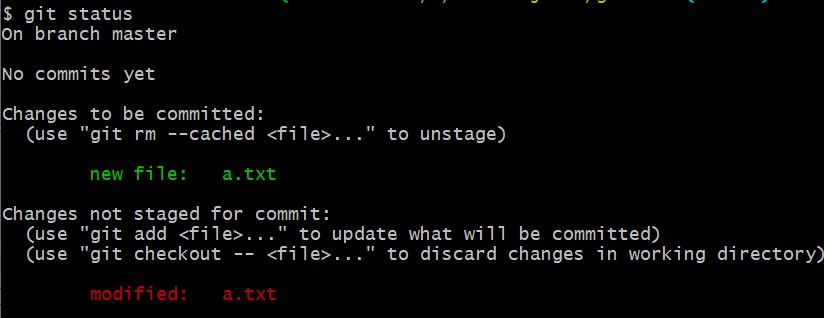 $ git status
On branch master
No commits yet
Changes to be committed:
(use "git rm --cached <file>..." to unstage)
new file:   a.txt
Changes not staged for commit:
(use "git add <file>..." to update what will be committed)
(use "git checkout -- <file>..." to discard changes in working directory)
modified:   a.txt